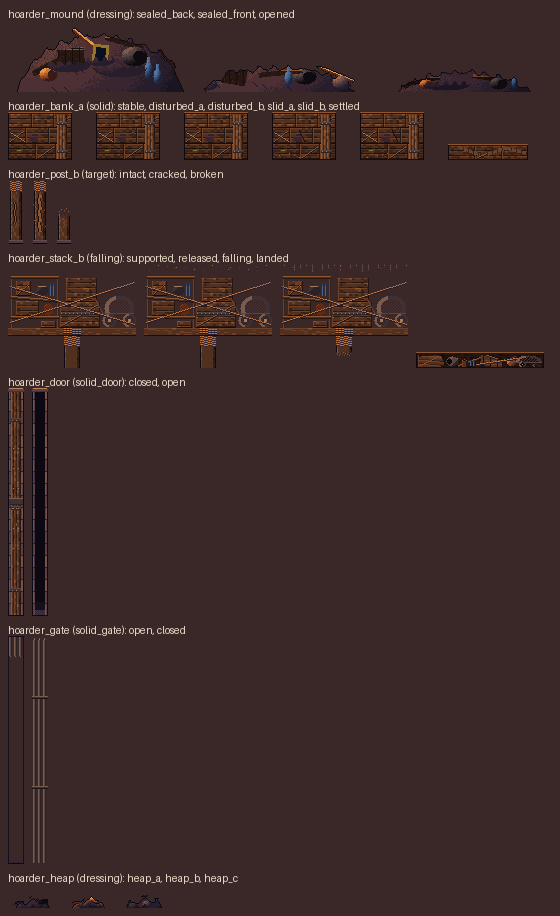 hoarder_mound (dressing): sealed_back, sealed_front, opened
hoarder_bank_a (solid): stable, disturbed_a, disturbed_b, slid_a, slid_b, settled
hoarder_post_b (target): intact, cracked, broken
hoarder_stack_b (falling): supported, released, falling, landed
hoarder_door (solid_door): closed, open
hoarder_gate (solid_gate): open, closed
hoarder_heap (dressing): heap_a, heap_b, heap_c